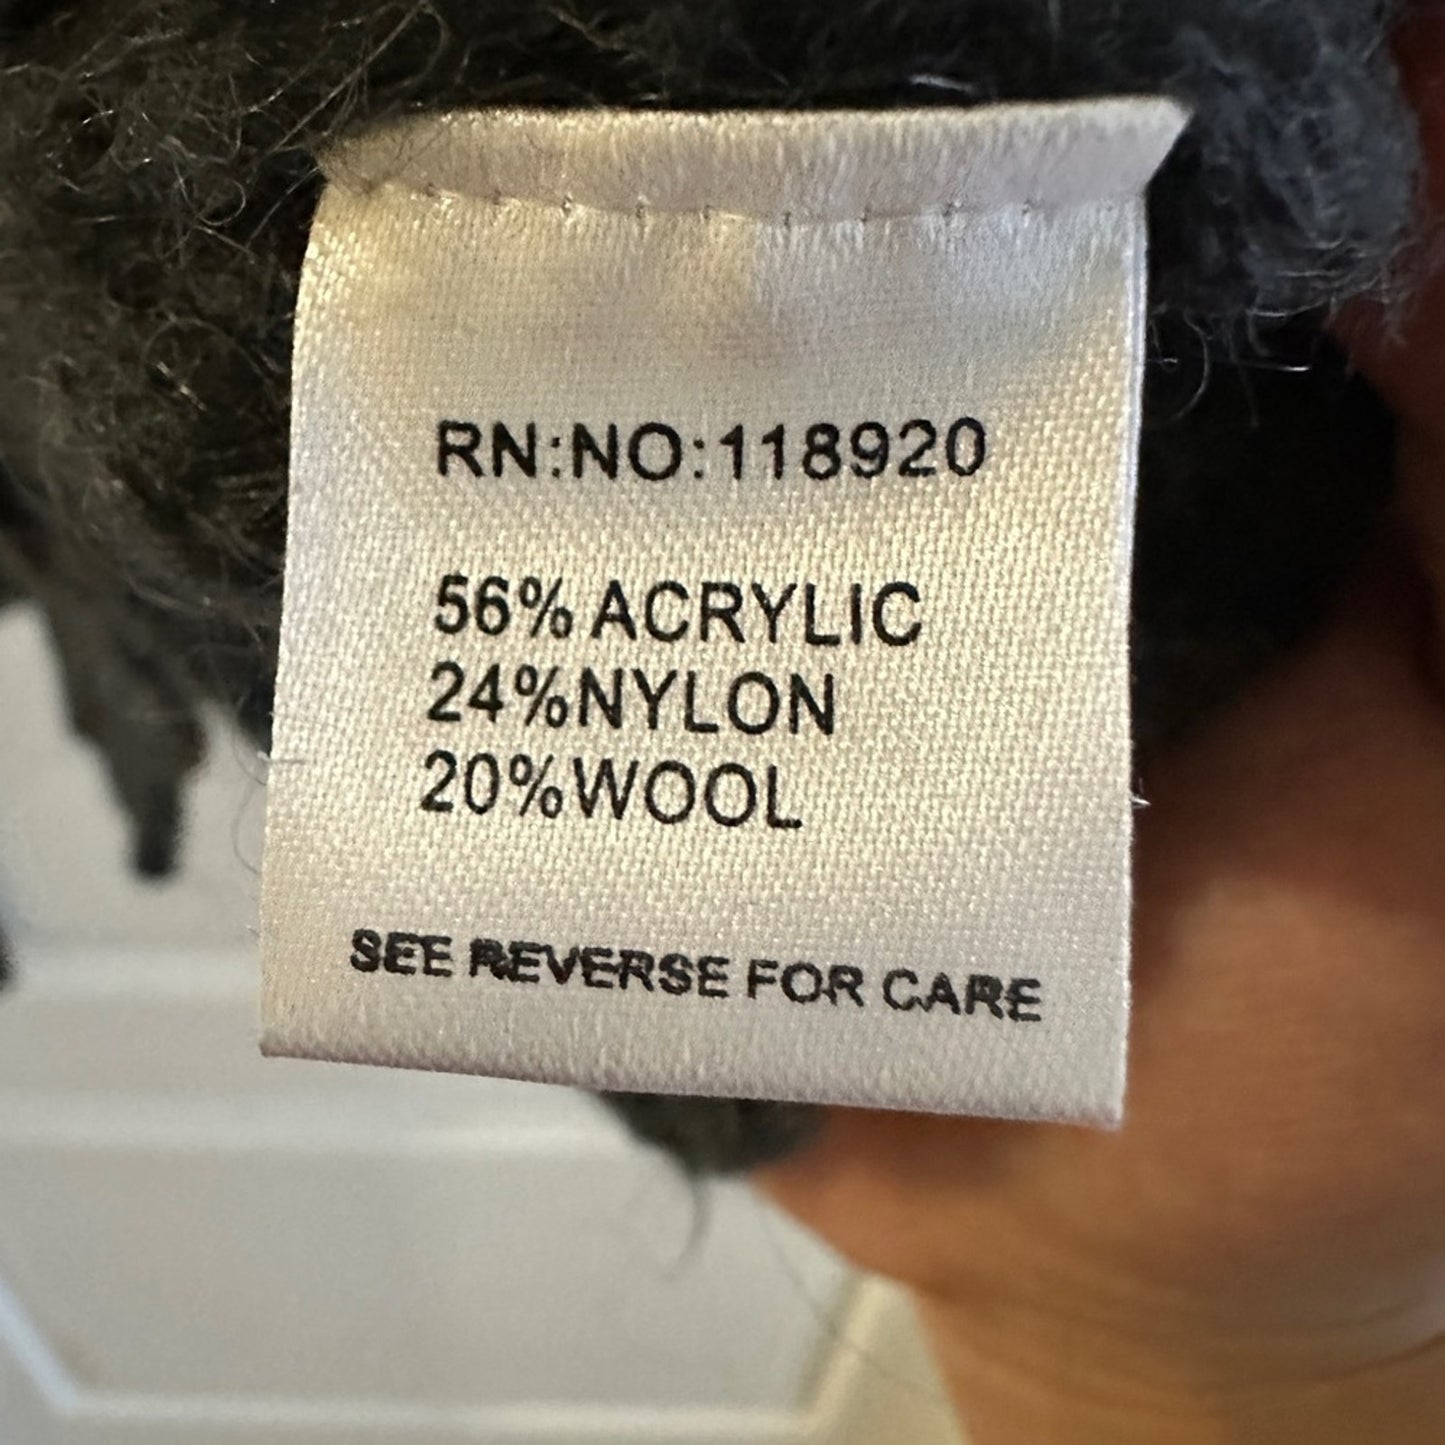 RN:NO:118920
56% ACRYLIC
24%NYLON
20%WOOL
SEE REVERSE FOR CARE